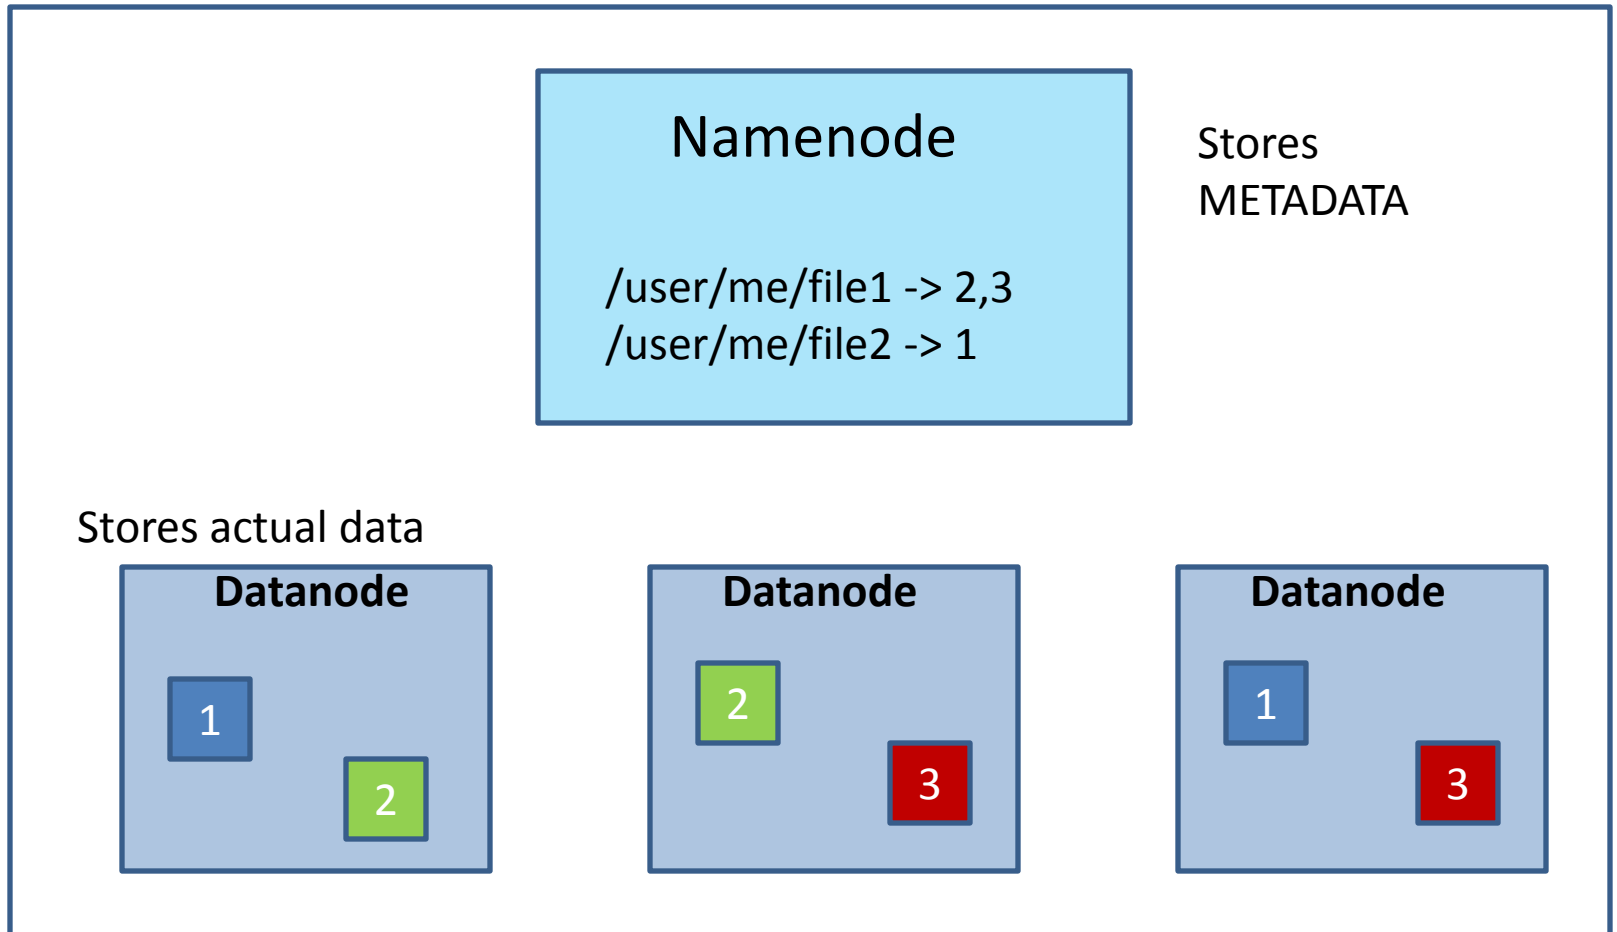 Namenode
Stores
METADATA
/user/me/file1 -> 2,3
/user/me/file2 -> 1
Stores actual data
Datanode
1
2
Datanode
2
3
Datanode
1
3